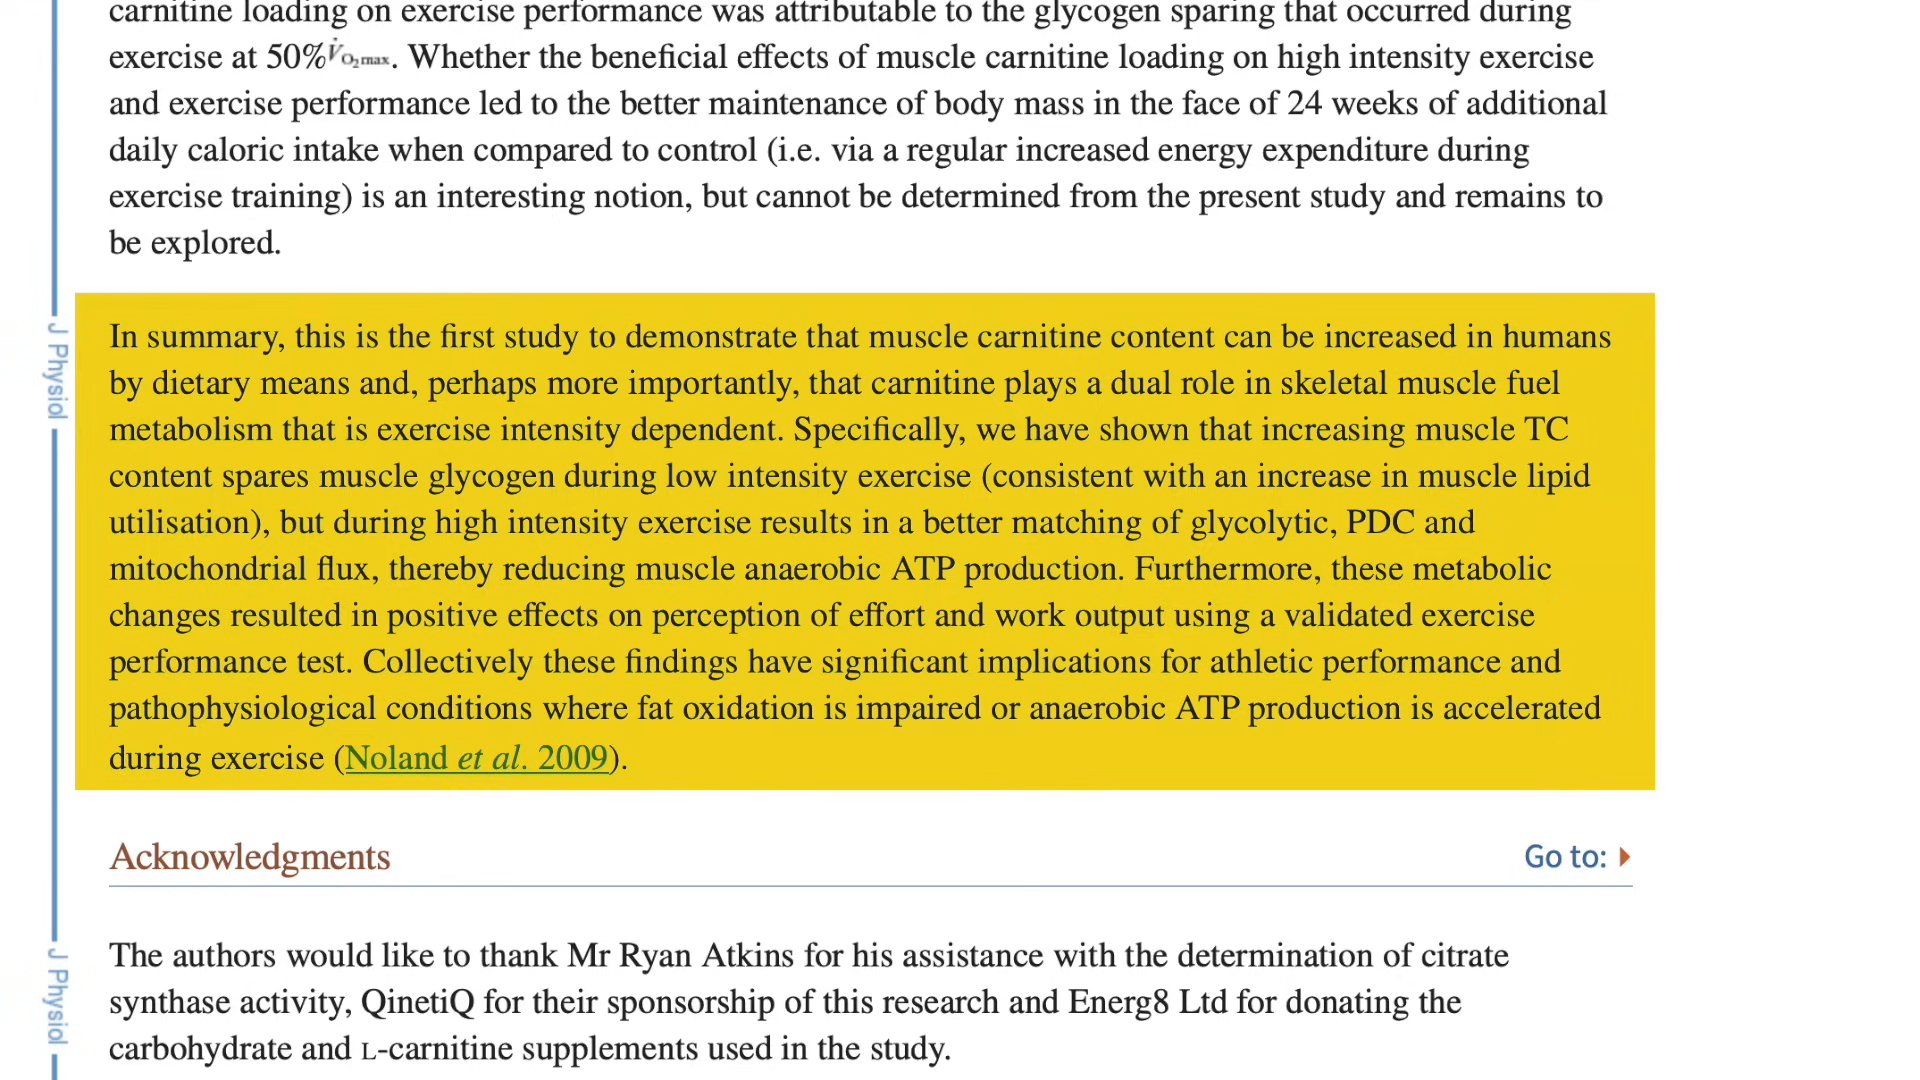 carnitine loading on exercise performance was attributable to the glycogen sparing that occurred during
exercise at 50%V̇O₂max. Whether the beneficial effects of muscle carnitine loading on high intensity exercise
and exercise performance led to the better maintenance of body mass in the face of 24 weeks of additional
daily caloric intake when compared to control (i.e. via a regular increased energy expenditure during
exercise training) is an interesting notion, but cannot be determined from the present study and remains to
be explored.
J Physiol
In summary, this is the first study to demonstrate that muscle carnitine content can be increased in humans
by dietary means and, perhaps more importantly, that carnitine plays a dual role in skeletal muscle fuel
metabolism that is exercise intensity dependent. Specifically, we have shown that increasing muscle TC
content spares muscle glycogen during low intensity exercise (consistent with an increase in muscle lipid
utilisation), but during high intensity exercise results in a better matching of glycolytic, PDC and
mitochondrial flux, thereby reducing muscle anaerobic ATP production. Furthermore, these metabolic
changes resulted in positive effects on perception of effort and work output using a validated exercise
performance test. Collectively these findings have significant implications for athletic performance and
pathophysiological conditions where fat oxidation is impaired or anaerobic ATP production is accelerated
during exercise (Noland et al. 2009).
Acknowledgments
Go to:
J Physiol
The authors would like to thank Mr Ryan Atkins for his assistance with the determination of citrate
synthase activity, QinetiQ for their sponsorship of this research and Energ8 Ltd for donating the
carbohydrate and L-carnitine supplements used in the study.